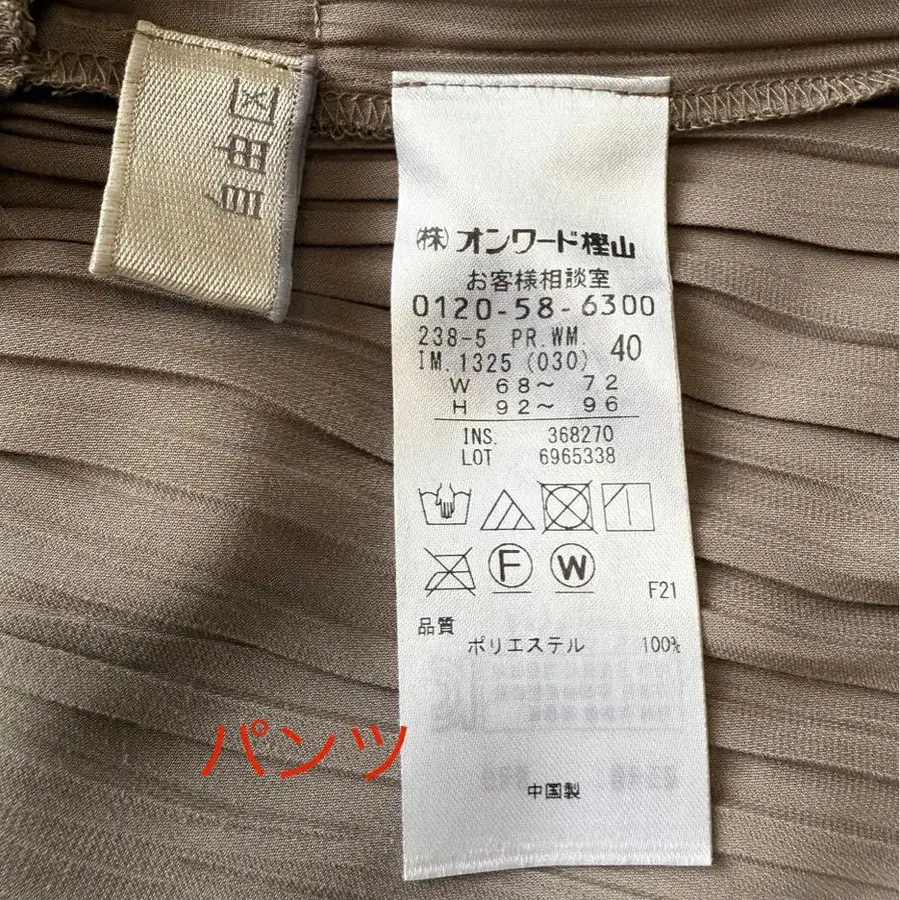 (株)オンワード樫山
お客様相談室
0120-58-6300
238-5 PR.WM.
IM.1325 (030) 40
W 68～ 72
H 92～ 96
INS. 368270
LOT 6965338
F W
F21
品質
ポリエステル 100%
パンツ
中国製